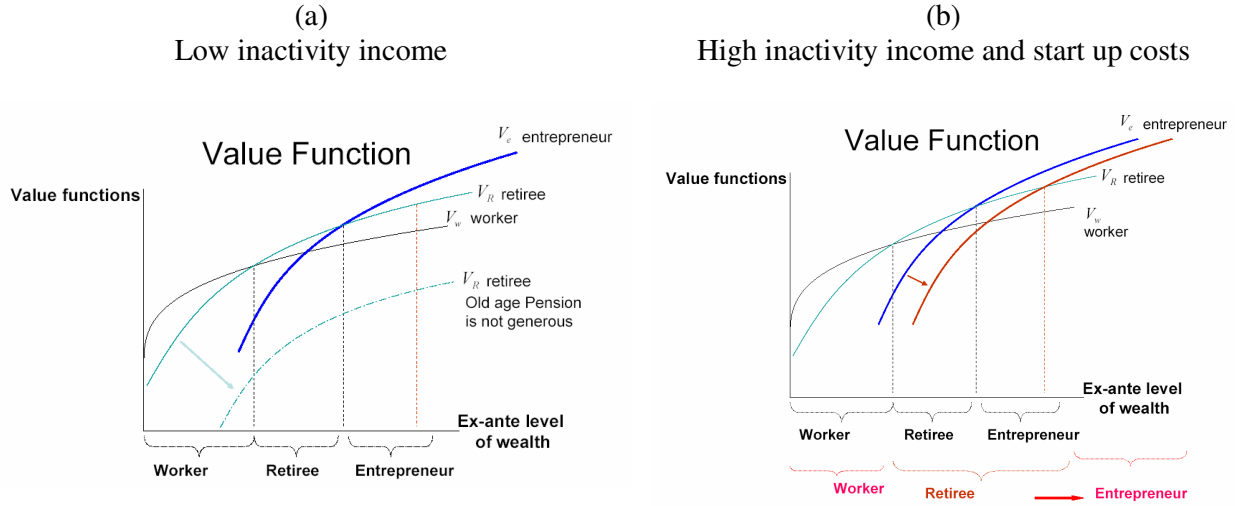 (a)
Low inactivity income
Value Function
V_e entrepreneur
Value functions
V_R retiree
V_w worker
V_R retiree
Old age Pension
is not generous
Ex-ante level
of wealth
Worker
Retiree
Entrepreneur
(b)
High inactivity income and start up costs
Value Function
V_e entrepreneur
Value functions
V_R retiree
V_w
worker
Ex-ante level
of wealth
Worker
Retiree
Entrepreneur
Worker
Retiree
Entrepreneur